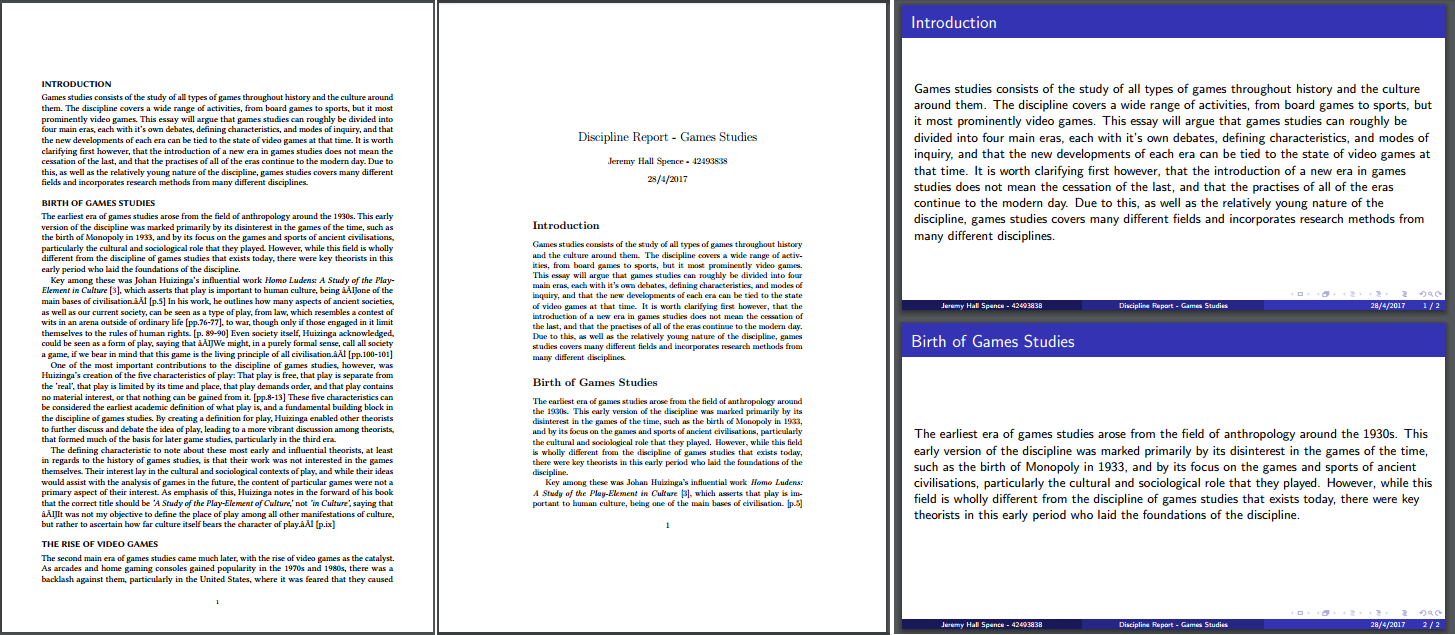 INTRODUCTION
Games studies consists of the study of all types of games throughout history and the culture around
them. The discipline covers a wide range of activities, from board games to sports, but it most
prominently video games. This essay will argue that games studies can roughly be divided into
four main eras, each with it's own debates, defining characteristics, and modes of inquiry, and that
the new developments of each era can be tied to the state of video games at that time. It is worth
clarifying first however, that the introduction of a new era in games studies does not mean the
cessation of the last, and that the practises of all of the eras continue to the modern day. Due to
this, as well as the relatively young nature of the discipline, games studies covers many different
fields and incorporates research methods from many different disciplines.
BIRTH OF GAMES STUDIES
The earliest era of games studies arose from the field of anthropology around the 1930s. This early
version of the discipline was marked primarily by its disinterest in the games of the time, such as
the birth of Monopoly in 1933, and by its focus on the games and sports of ancient civilisations,
particularly the cultural and sociological role that they played. However, while this field is wholly
different from the discipline of games studies that exists today, there were key theorists in this
early period who laid the foundations of the discipline.
Key among these was Johan Huizinga's influential work Homo Ludens: A Study of the Play-
Element in Culture [3], which asserts that play is important to human culture, being âĂIJone of the
main bases of civilisation.âĂİ [p.5] In his work, he outlines how many aspects of ancient societies,
as well as our current society, can be seen as a type of play, from law, which resembles a contest of
wits in an arena outside of ordinary life [pp.76-77], to war, though only if those engaged in it limit
themselves to the rules of human rights. [p. 89-90] Even society itself, Huizinga acknowledged,
could be seen as a form of play, saying that âĂIJWe might, in a purely formal sense, call all society
a game, if we bear in mind that this game is the living principle of all civilisation.âĂİ [pp.100-101]
One of the most important contributions to the discipline of games studies, however, was
Huizinga's creation of the five characteristics of play: That play is free, that play is separate from
the 'real', that play is limited by its time and place, that play demands order, and that play contains
no material interest, or that nothing can be gained from it. [pp.8-13] These five characteristics can
be considered the earliest academic definition of what play is, and a fundamental building block in
the discipline of games studies. By creating a definition for play, Huizinga enabled other theorists
to further discuss and debate the idea of play, leading to a more vibrant discussion among theorists,
that formed much of the basis for later game studies, particularly in the third era.
The defining characteristic to note about these most early and influential theorists, at least
in regards to the history of games studies, is that their work was not interested in the games
themselves. Their interest lay in the cultural and sociological contexts of play, and while their ideas
would assist with the analysis of games in the future, the content of particular games were not a
primary aspect of their interest. As emphasis of this, Huizinga notes in the forward of his book
that the correct title should be 'A Study of the Play-Element of Culture,' not 'in Culture', saying that
âĂIJIt was not my objective to define the place of play among all other manifestations of culture,
but rather to ascertain how far culture itself bears the character of play.âĂİ [p.ix]
THE RISE OF VIDEO GAMES
The second main era of games studies came much later, with the rise of video games as the catalyst.
As arcades and home gaming consoles gained popularity in the 1970s and 1980s, there was a
backlash against them, particularly in the United States, where it was feared that they caused
1
Discipline Report - Games Studies
Jeremy Hall Spence - 42493838
28/4/2017
Introduction
Games studies consists of the study of all types of games throughout history
and the culture around them. The discipline covers a wide range of activ-
ities, from board games to sports, but it most prominently video games.
This essay will argue that games studies can roughly be divided into four
main eras, each with it's own debates, defining characteristics, and modes of
inquiry, and that the new developments of each era can be tied to the state
of video games at that time. It is worth clarifying first however, that the
introduction of a new era in games studies does not mean the cessation of
the last, and that the practises of all of the eras continue to the modern day.
Due to this, as well as the relatively young nature of the discipline, games
studies covers many different fields and incorporates research methods from
many different disciplines.
Birth of Games Studies
The earliest era of games studies arose from the field of anthropology around
the 1930s. This early version of the discipline was marked primarily by its
disinterest in the games of the time, such as the birth of Monopoly in 1933,
and by its focus on the games and sports of ancient civilisations, particularly
the cultural and sociological role that they played. However, while this field
is wholly different from the discipline of games studies that exists today,
there were key theorists in this early period who laid the foundations of the
discipline.
Key among these was Johan Huizinga's influential work Homo Ludens:
A Study of the Play-Element in Culture [3], which asserts that play is im-
portant to human culture, being one of the main bases of civilisation. [p.5]
1
Introduction
Games studies consists of the study of all types of games throughout history and the culture
around them. The discipline covers a wide range of activities, from board games to sports, but
it most prominently video games. This essay will argue that games studies can roughly be
divided into four main eras, each with it's own debates, defining characteristics, and modes of
inquiry, and that the new developments of each era can be tied to the state of video games at
that time. It is worth clarifying first however, that the introduction of a new era in games
studies does not mean the cessation of the last, and that the practises of all of the eras
continue to the modern day. Due to this, as well as the relatively young nature of the
discipline, games studies covers many different fields and incorporates research methods from
many different disciplines.
Jeremy Hall Spence - 42493838 Discipline Report - Games Studies 28/4/2017 1 / 2
Birth of Games Studies
The earliest era of games studies arose from the field of anthropology around the 1930s. This
early version of the discipline was marked primarily by its disinterest in the games of the time,
such as the birth of Monopoly in 1933, and by its focus on the games and sports of ancient
civilisations, particularly the cultural and sociological role that they played. However, while this
field is wholly different from the discipline of games studies that exists today, there were key
theorists in this early period who laid the foundations of the discipline.
Jeremy Hall Spence - 42493838 Discipline Report - Games Studies 28/4/2017 2 / 2